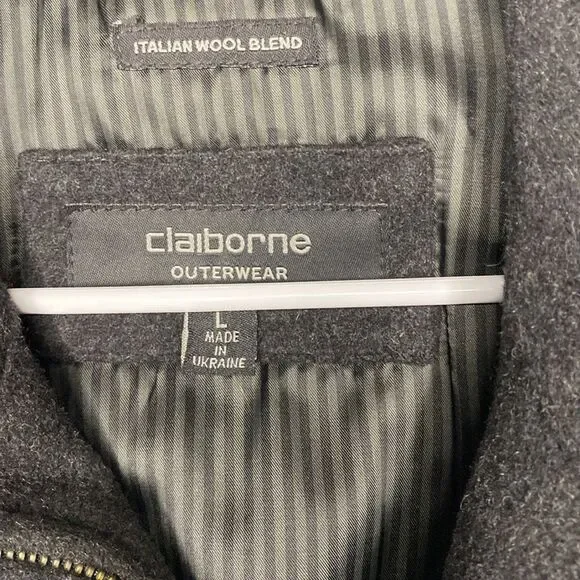 ITALIAN WOOL BLEND
claiborne
OUTERWEAR
L
MADE
IN
UKRAINE